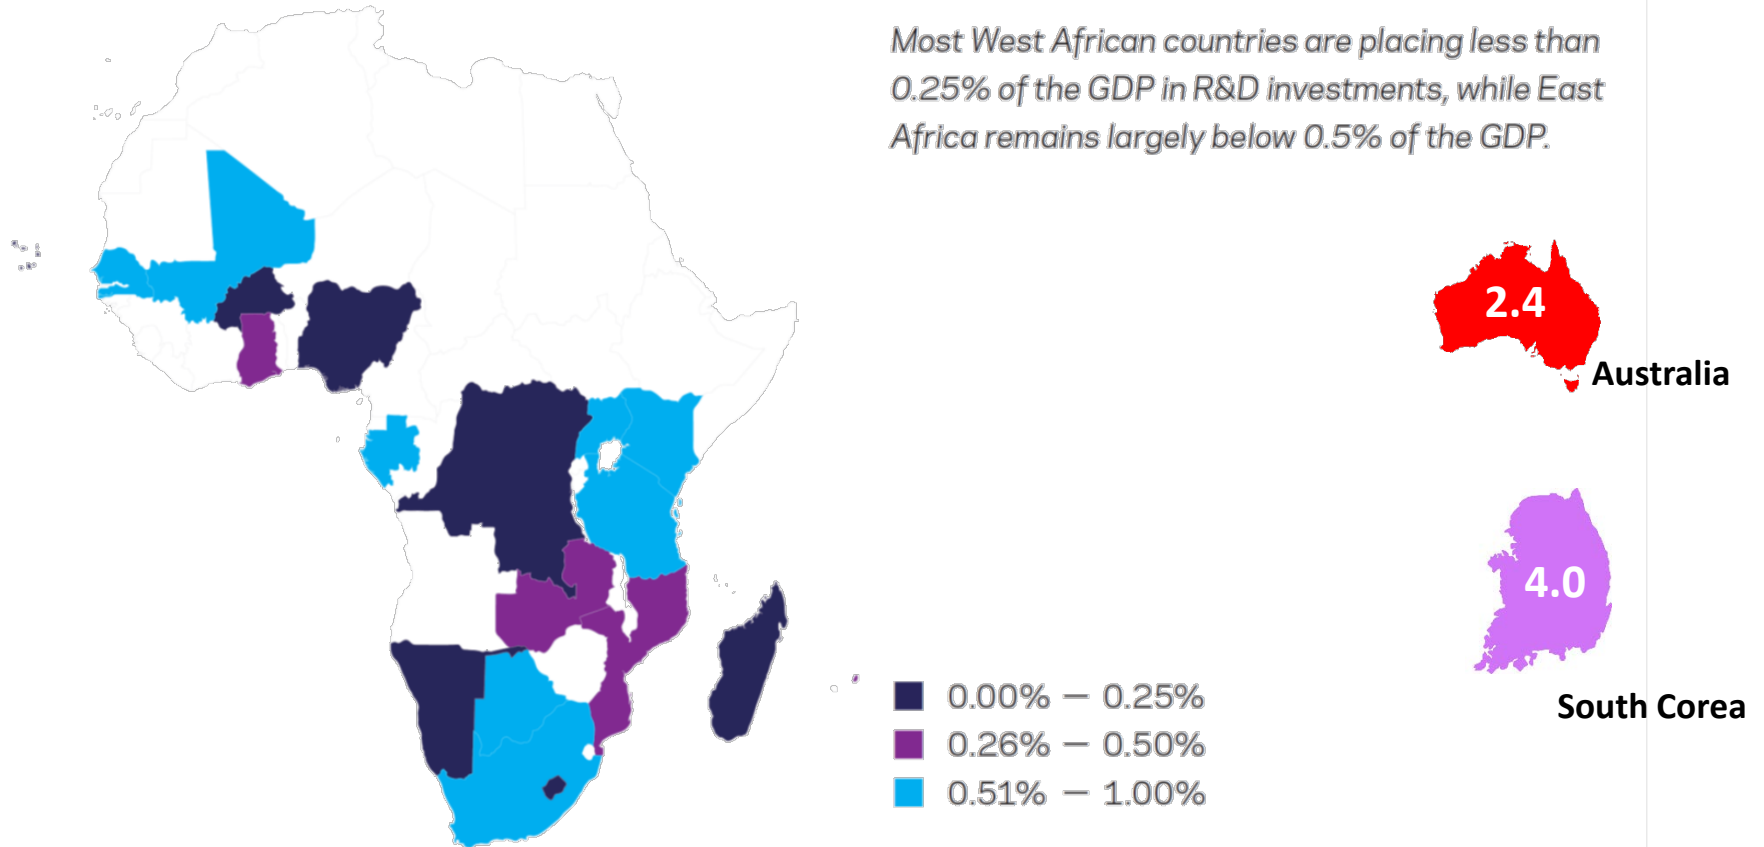 Most West African countries are placing less than
0.25% of the GDP in R&D investments, while East
Africa remains largely below 0.5% of the GDP.
2.4
Australia
4.0
South Corea
0.00% — 0.25%
0.26% — 0.50%
0.51% — 1.00%